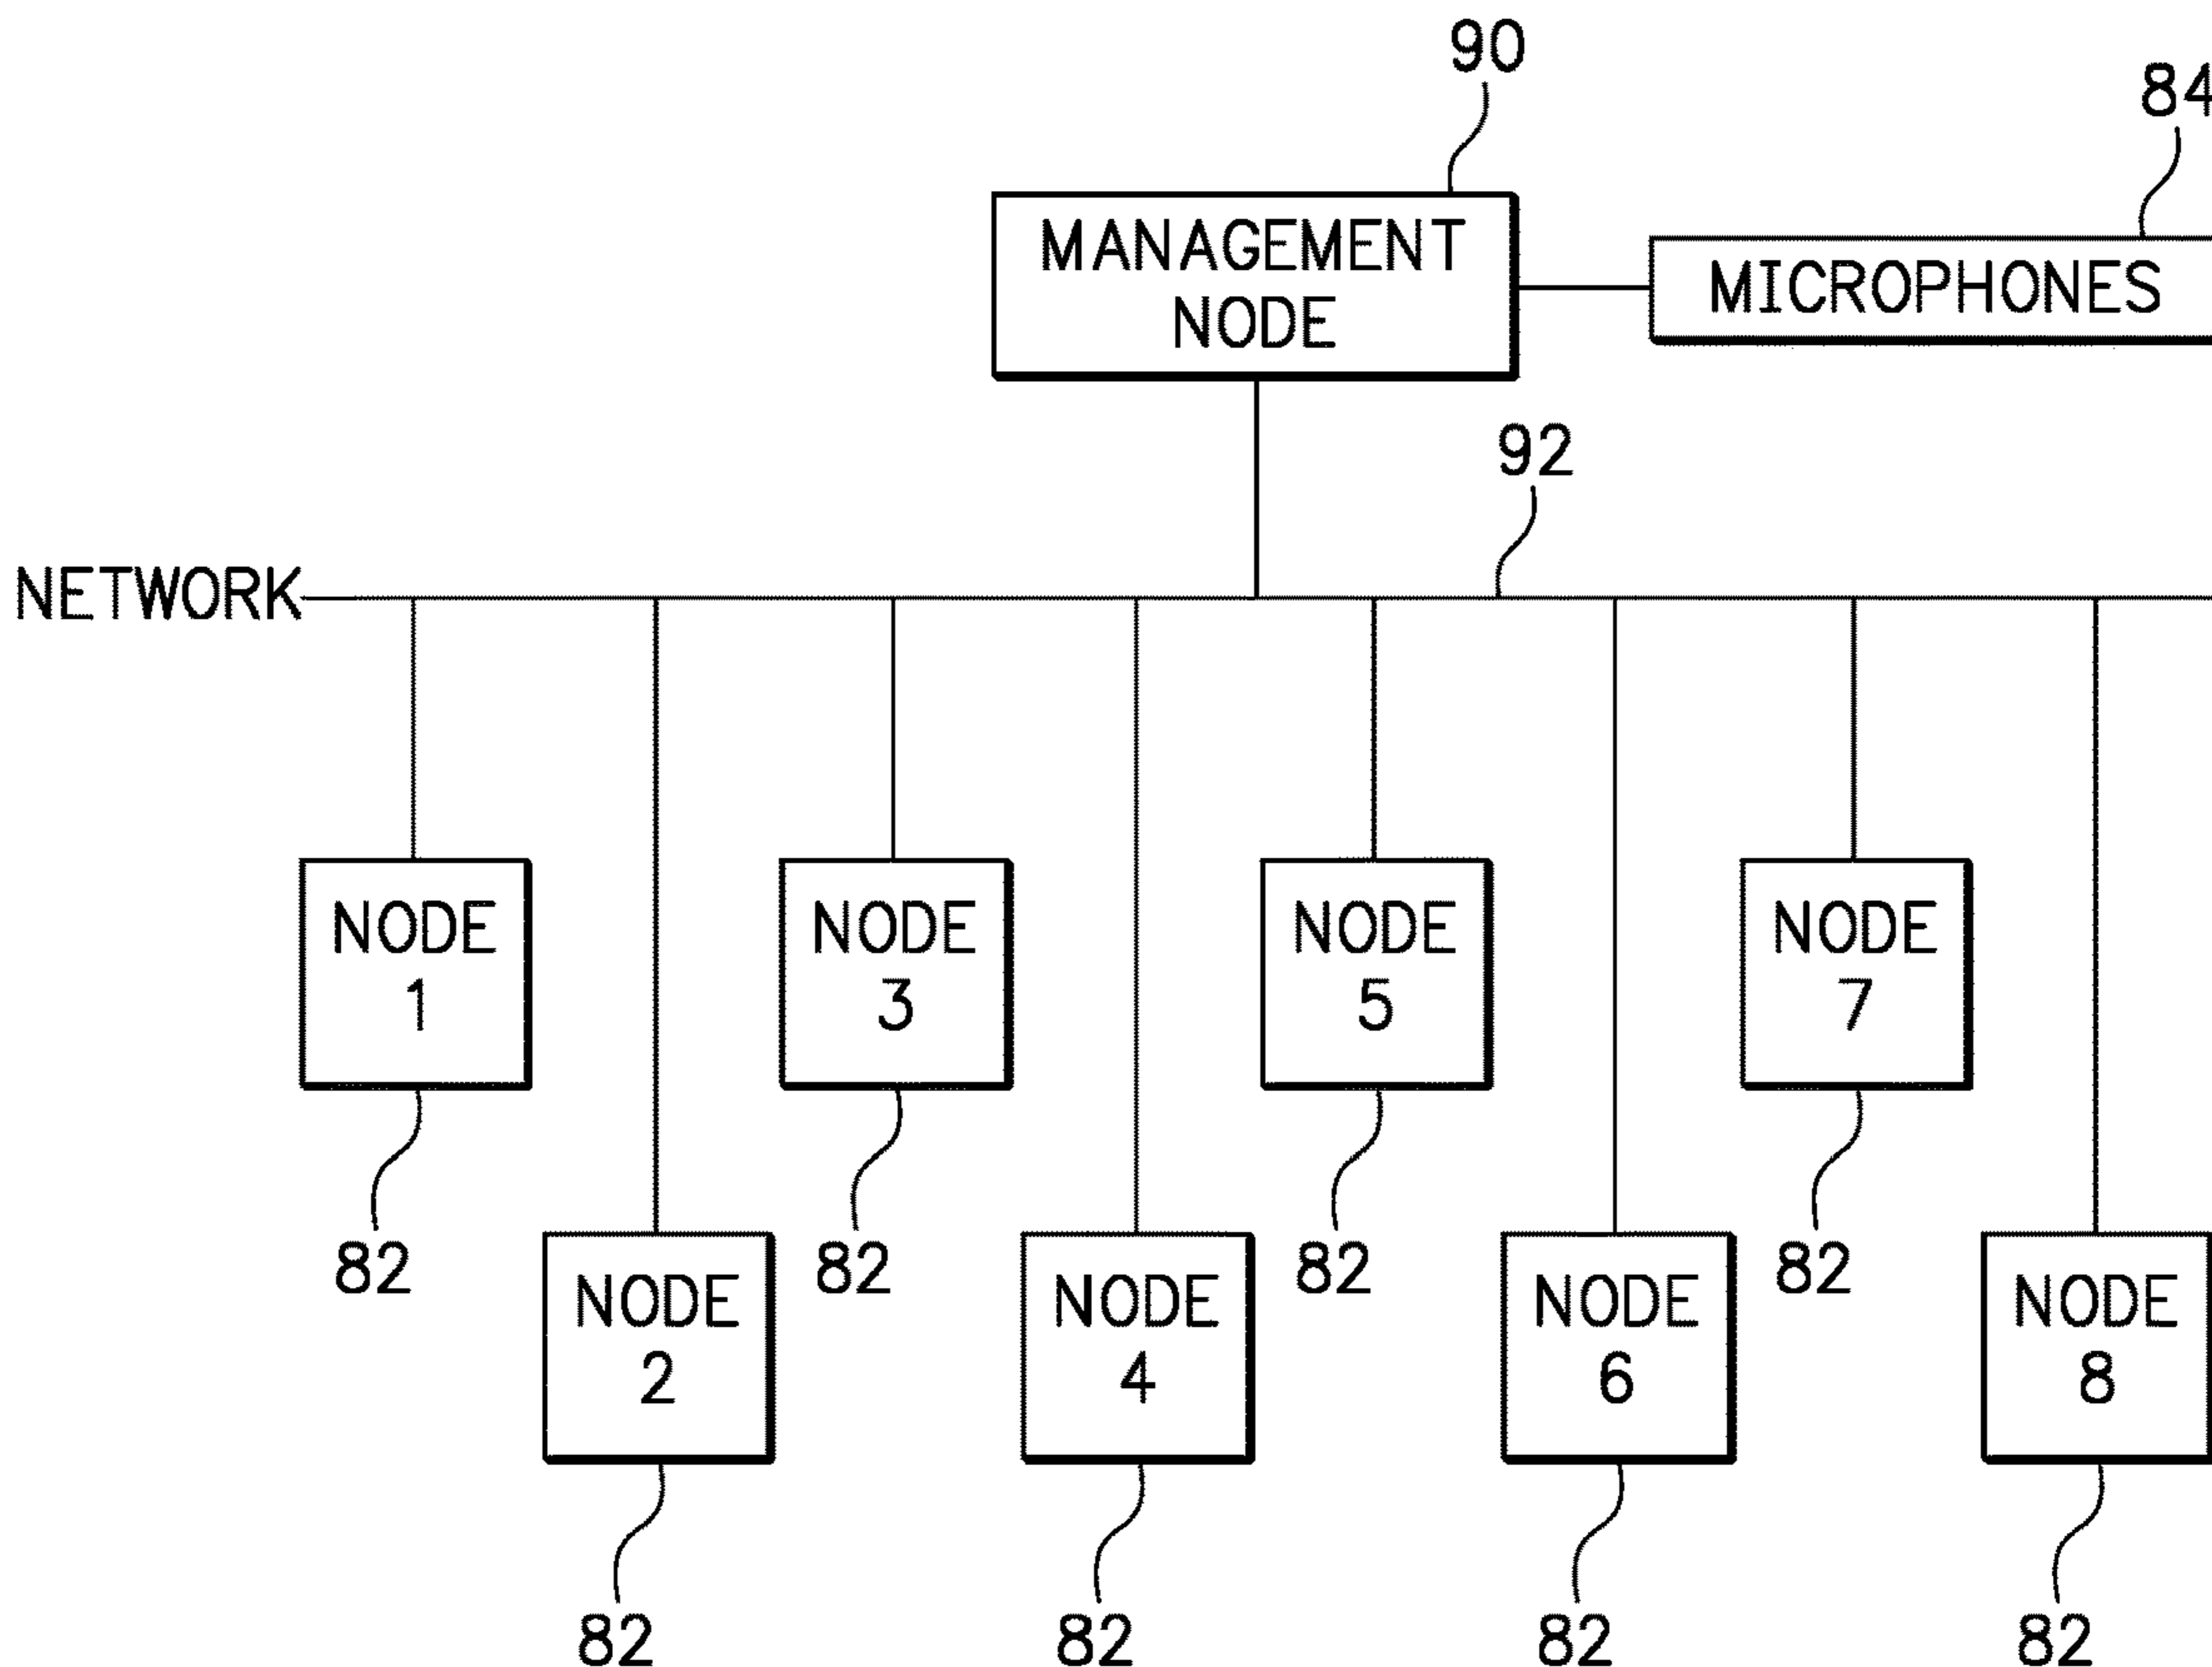 90
84
MANAGEMENT
NODE
MICROPHONES
92
NETWORK
NODE
1
NODE
3
NODE
5
NODE
7
82
82
82
82
NODE
2
NODE
4
NODE
6
NODE
8
82
82
82
82